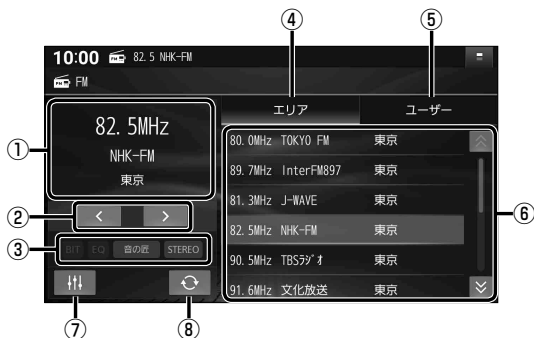 ④ ⑤
10:00 82.5 NHK-FM
FM
エリア ユーザー
① 82.5MHz
NHK-FM
東京
80.0MHz TOKYO FM 東京
89.7MHz InterFM897 東京
81.3MHz J-WAVE 東京
82.5MHz NHK-FM 東京
90.5MHz TBSラジオ 東京
91.6MHz 文化放送 東京
⑥
② < >
③ BIT EQ 音の匠 STEREO
⑦ ⑧